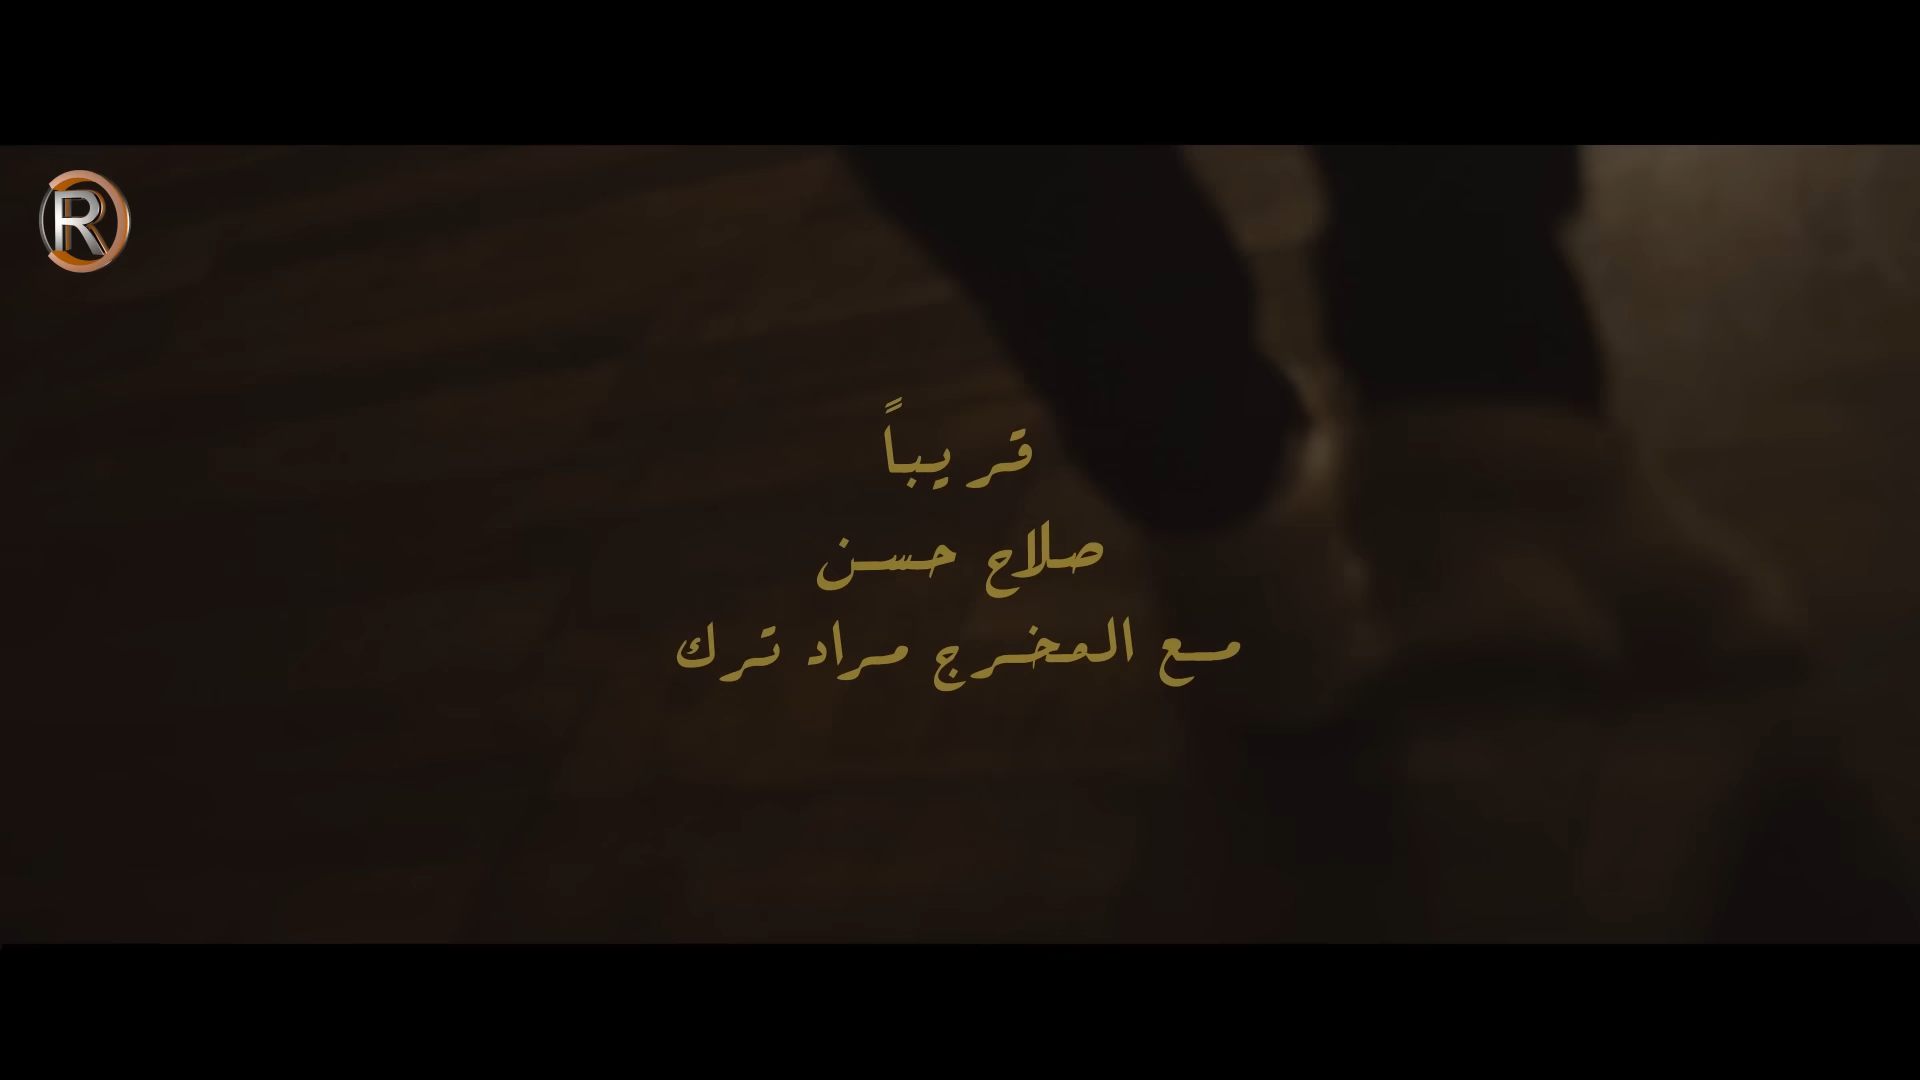 R
قريباً
صلاح حسن
مع المخرج مراد ترك